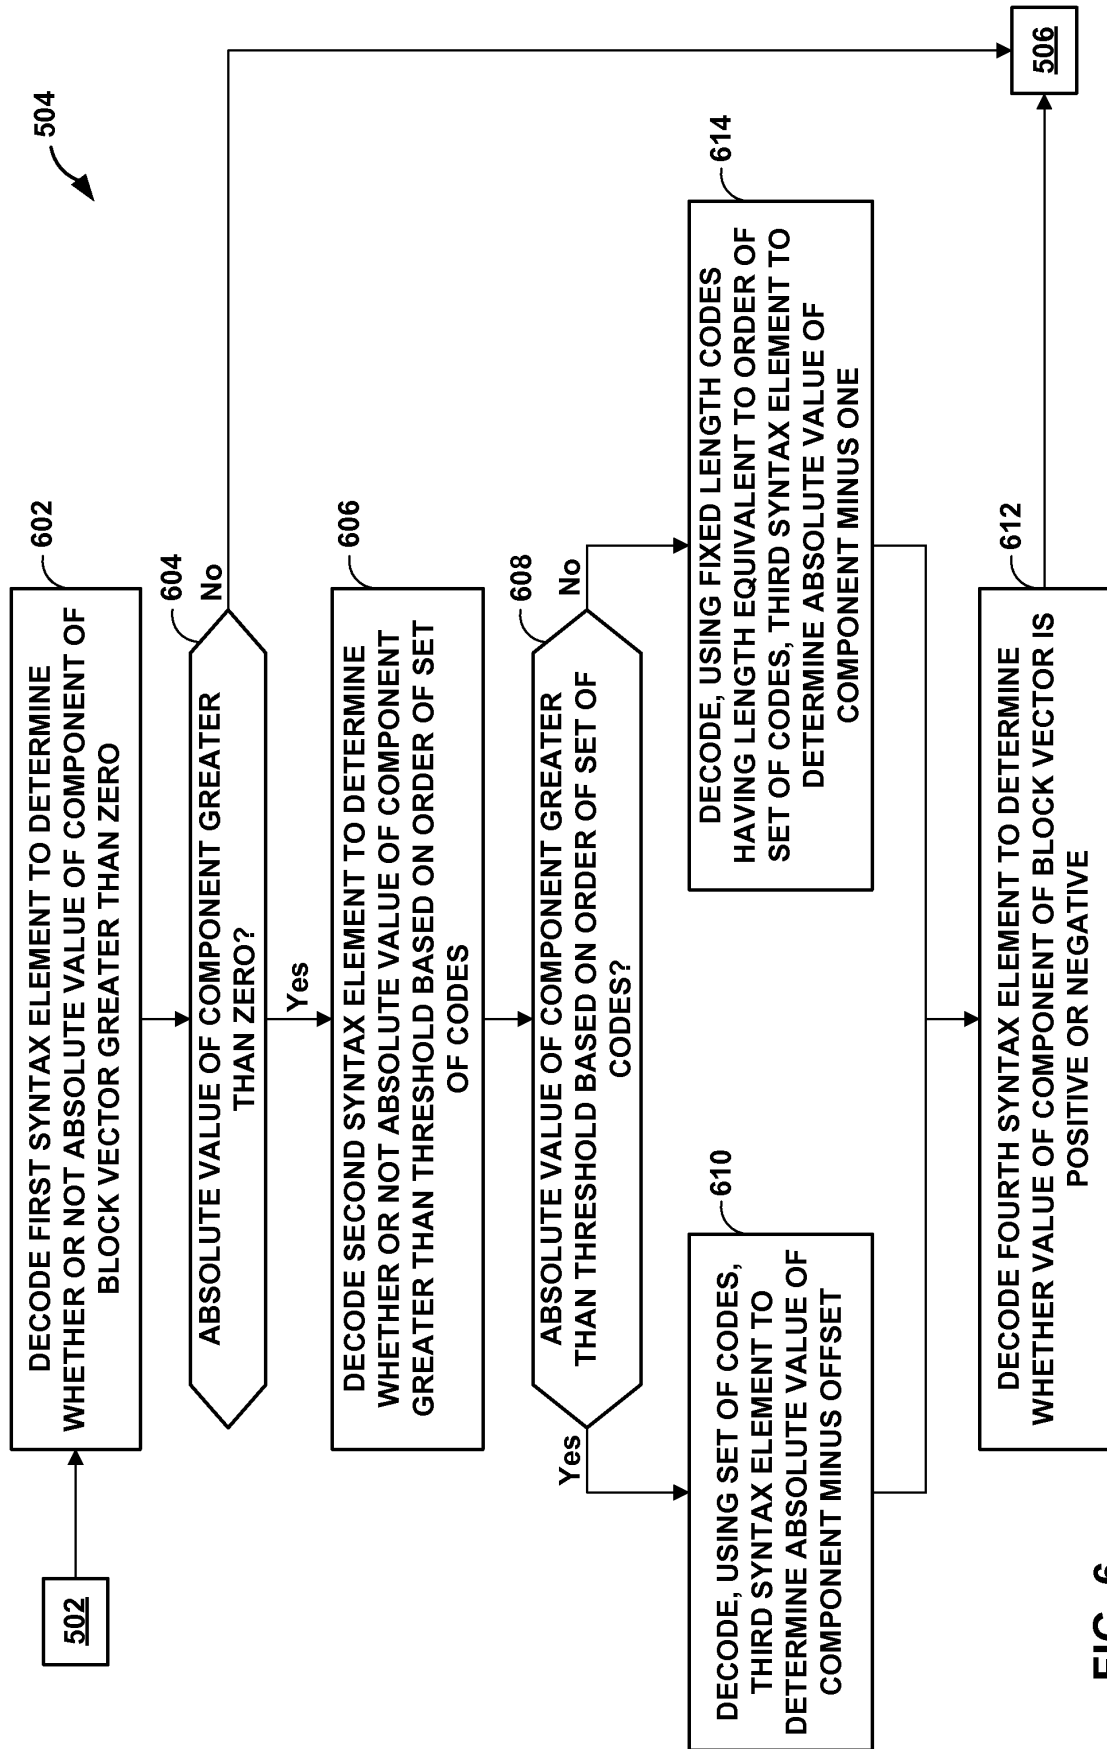 504
502
DECODE FIRST SYNTAX ELEMENT TO DETERMINE
WHETHER OR NOT ABSOLUTE VALUE OF COMPONENT OF
BLOCK VECTOR GREATER THAN ZERO
602
ABSOLUTE VALUE OF COMPONENT GREATER
THAN ZERO?
604
No
Yes
DECODE SECOND SYNTAX ELEMENT TO DETERMINE
WHETHER OR NOT ABSOLUTE VALUE OF COMPONENT
GREATER THAN THRESHOLD BASED ON ORDER OF SET
OF CODES
606
ABSOLUTE VALUE OF COMPONENT GREATER
THAN THRESHOLD BASED ON ORDER OF SET OF
CODES?
608
Yes
No
DECODE, USING SET OF CODES,
THIRD SYNTAX ELEMENT TO
DETERMINE ABSOLUTE VALUE OF
COMPONENT MINUS OFFSET
610
DECODE, USING FIXED LENGTH CODES
HAVING LENGTH EQUIVALENT TO ORDER OF
SET OF CODES, THIRD SYNTAX ELEMENT TO
DETERMINE ABSOLUTE VALUE OF
COMPONENT MINUS ONE
614
DECODE FOURTH SYNTAX ELEMENT TO DETERMINE
WHETHER VALUE OF COMPONENT OF BLOCK VECTOR IS
POSITIVE OR NEGATIVE
612
506
FIG. 6